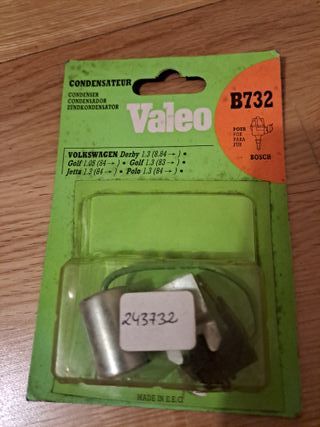 CONDENSATEUR
CONDENSER
CONDENSADOR
ZÜNDKONDENSATOR
Valeo
B732
POUR
FOR
PARA
FUR
BOSCH
VOLKSWAGEN Derby 1.3 (8.84 → ) •
Golf 1.05 (84 → ) • Golf 1.3 (83 → ) •
Jetta 1.3 (84 → ) • Polo 1.3 (84 → ) •
243732
MADE IN E.E.C.